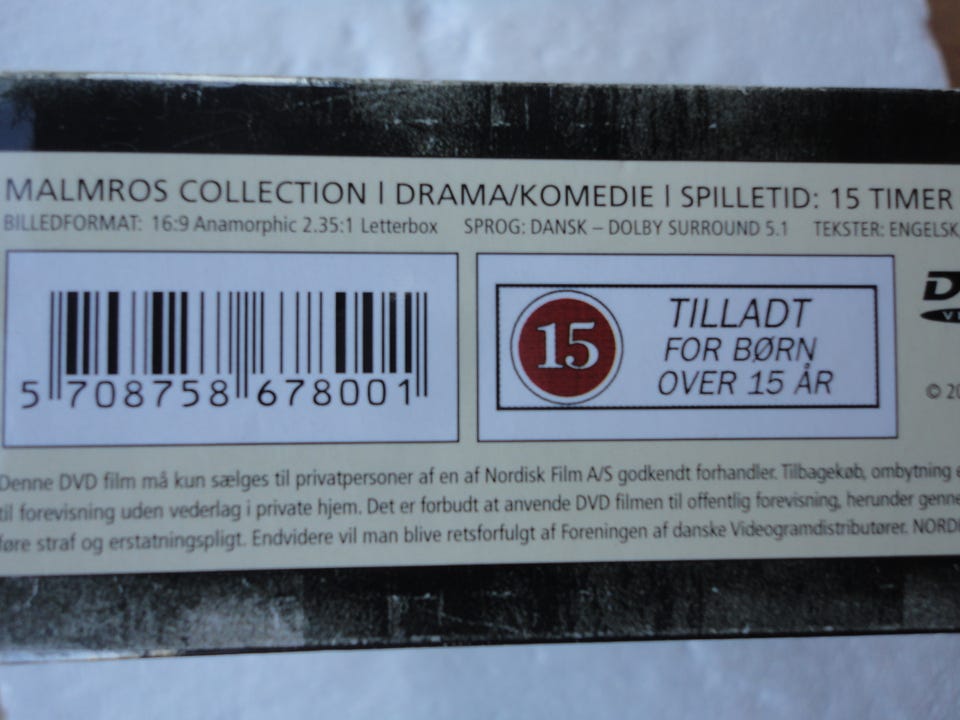 MALMROS COLLECTION | DRAMA/KOMEDIE | SPILLETID: 15 TIMER
BILLEDFORMAT: 16:9 Anamorphic 2.35:1 Letterbox SPROG: DANSK – DOLBY SURROUND 5.1 TEKSTER: ENGELSK
5 708758 678001
15
TILLADT
FOR BØRN
OVER 15 ÅR
© 20
Denne DVD film må kun sælges til privatpersoner af en af Nordisk Film A/S godkendt forhandler. Tilbagekøb, ombytning
til forevisning uden vederlag i private hjem. Det er forbudt at anvende DVD filmen til offentlig forevisning, herunder genne
føre straf og erstatningspligt. Endvidere vil man blive retsforfulgt af Foreningen af danske Videogramdistributører. NORDI